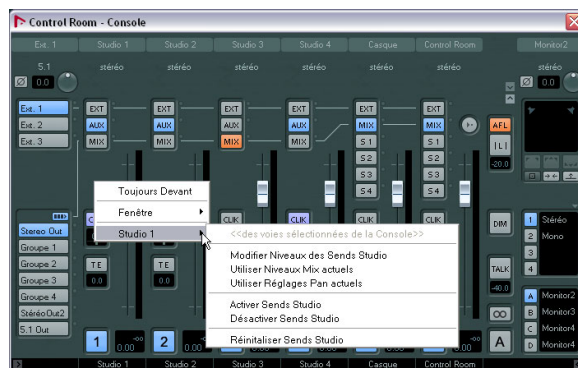 Control Room - Console
Ext. 1 Studio 1 Studio 2 Studio 3 Studio 4 Casque Control Room Monitor2
5.1 stéréo stéréo stéréo stéréo stéréo stéréo stéréo
0.0 0.0
Ext. 1 EXT EXT EXT EXT EXT EXT
Ext. 2 AUX AUX AUX AUX MIX MIX AFL
Ext. 3 MIX MIX MIX MIX S 1 S 1
S 2 S 2 -20.0
S 3 S 3
S 4 S 4
Toujours Devant
Fenêtre
Studio 1
<<des voies sélectionnées de la Console>>
Modifier Niveaux des Sends Studio
Utiliser Niveaux Mix actuels
Utiliser Réglages Pan actuels
Activer Sends Studio
Désactiver Sends Studio
Réinitialiser Sends Studio
CLIK CLIK CLIK CLIK DIM 1 Stéréo
Stereo Out 2 Mono
Groupe 1 3
Groupe 2 TE TE TALK 4
Groupe 3 0.0 0.0 -40.0
Groupe 4 A Monitor2
StéréoOut2 B Monitor3
5.1 Out C Monitor4
1 -oo 0.00 2 -oo 0.00 0.00 0.00 0.00 0.00 A D Monitor4
Studio 1 Studio 2 Studio 3 Studio 4 Casque Control Room